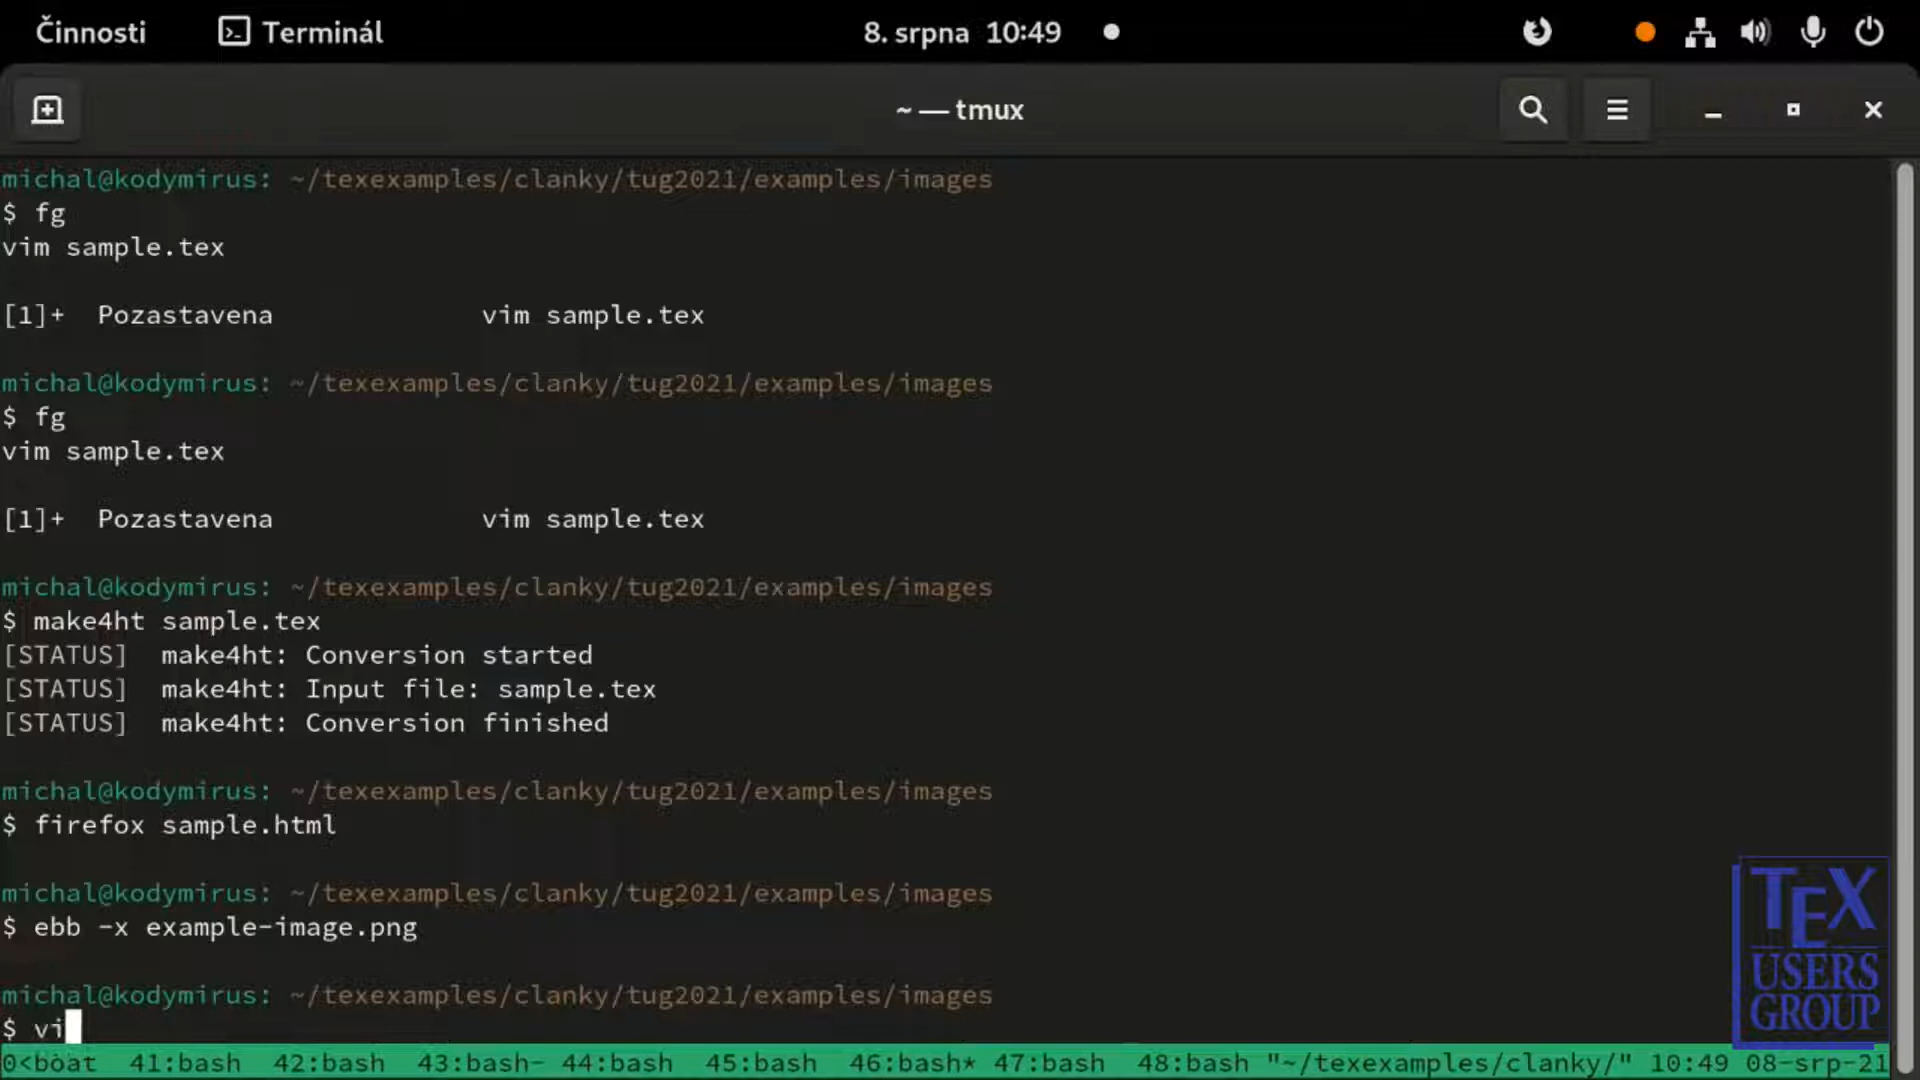 Činnosti Terminál 8. srpna 10:49
~ — tmux
michal@kodymirus: ~/texexamples/clanky/tug2021/examples/images
$ fg
vim sample.tex
[1]+ Pozastavena vim sample.tex
michal@kodymirus: ~/texexamples/clanky/tug2021/examples/images
$ fg
vim sample.tex
[1]+ Pozastavena vim sample.tex
michal@kodymirus: ~/texexamples/clanky/tug2021/examples/images
$ make4ht sample.tex
[STATUS] make4ht: Conversion started
[STATUS] make4ht: Input file: sample.tex
[STATUS] make4ht: Conversion finished
michal@kodymirus: ~/texexamples/clanky/tug2021/examples/images
$ firefox sample.html
michal@kodymirus: ~/texexamples/clanky/tug2021/examples/images
$ ebb -x example-image.png
michal@kodymirus: ~/texexamples/clanky/tug2021/examples/images
$ vi
TEX
USERS
GROUP
0<boat 41:bash 42:bash 43:bash- 44:bash 45:bash 46:bash* 47:bash 48:bash "~/texexamples/clanky/" 10:49 08-srp-21